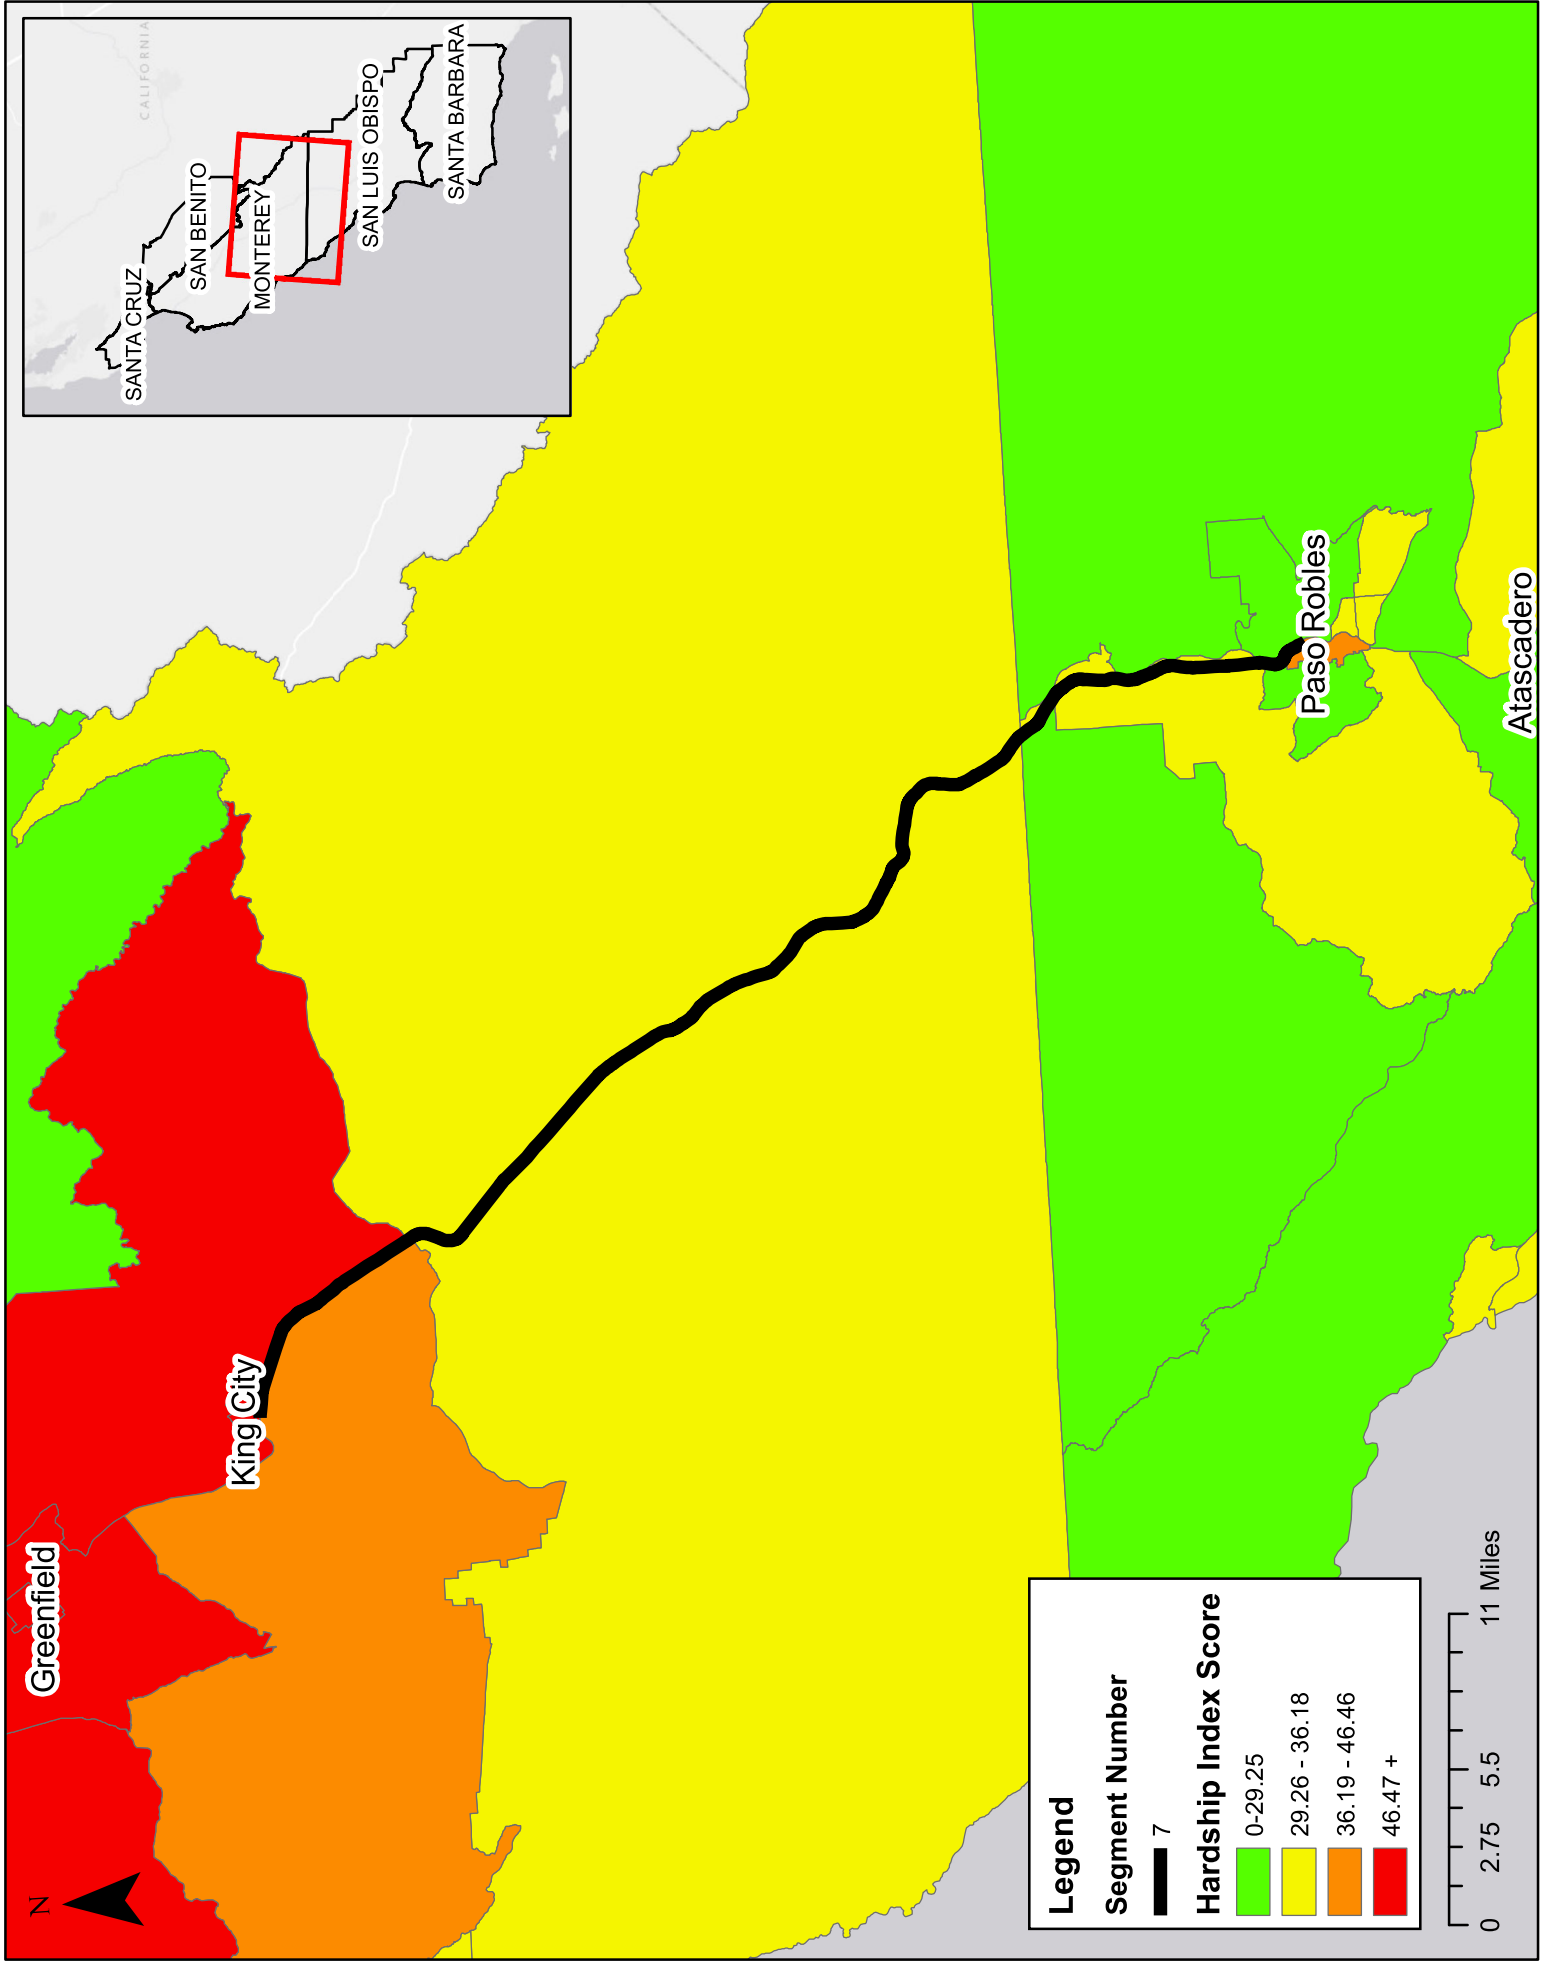 Greenfield
King City
Paso Robles
Atascadero
CALIFORNIA
SANTA CRUZ
SAN BENITO
MONTEREY
SAN LUIS OBISPO
SANTA BARBARA
N
Legend
Segment Number
7
Hardship Index Score
0-29.25
29.26 - 36.18
36.19 - 46.46
46.47 +
0 2.75 5.5 11 Miles